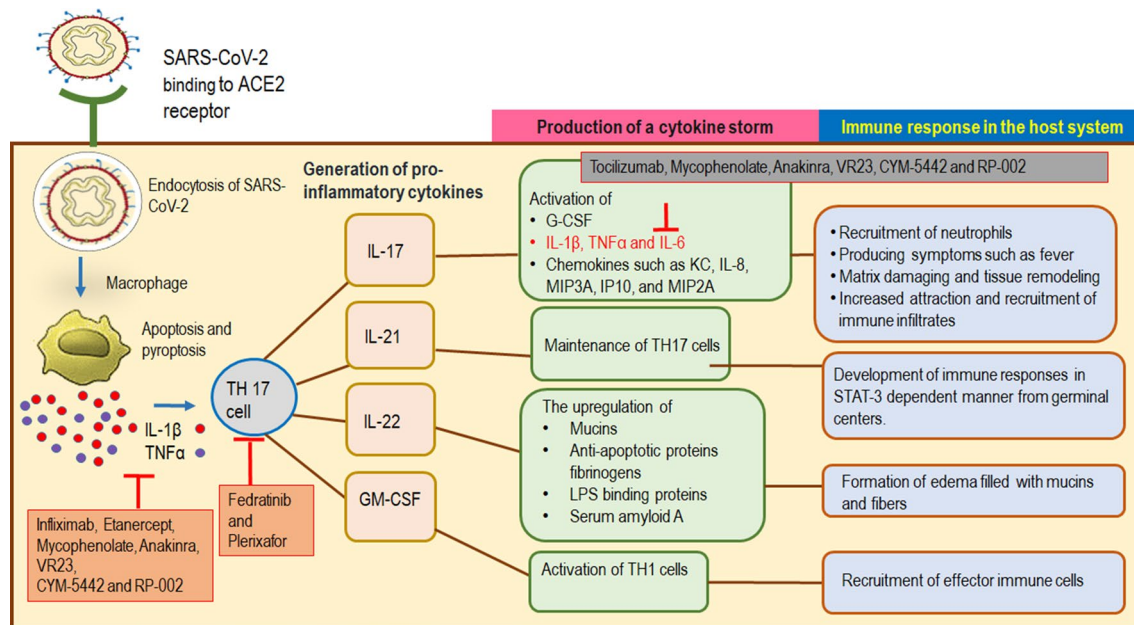 SARS-CoV-2
binding to ACE2
receptor
Production of a cytokine storm
Immune response in the host system
Endocytosis of SARS-
CoV-2
Macrophage
Apoptosis and
pyroptosis
IL-1β
TNFα
TH 17
cell
Infliximab, Etanercept,
Mycophenolate, Anakinra,
VR23,
CYM-5442 and RP-002
Fedratinib
and
Plerixafor
Generation of pro-
inflammatory cytokines
IL-17
IL-21
IL-22
GM-CSF
Tocilizumab, Mycophenolate, Anakinra, VR23, CYM-5442 and RP-002
Activation of
• G-CSF
• IL-1β, TNFα and IL-6
• Chemokines such as KC, IL-8,
MIP3A, IP10, and MIP2A
Maintenance of TH17 cells
The upregulation of
• Mucins
• Anti-apoptotic proteins
fibrinogens
• LPS binding proteins
• Serum amyloid A
Activation of TH1 cells
• Recruitment of neutrophils
• Producing symptoms such as fever
• Matrix damaging and tissue remodeling
• Increased attraction and recruitment of
immune infiltrates
Development of immune responses in
STAT-3 dependent manner from germinal
centers.
Formation of edema filled with mucins
and fibers
Recruitment of effector immune cells